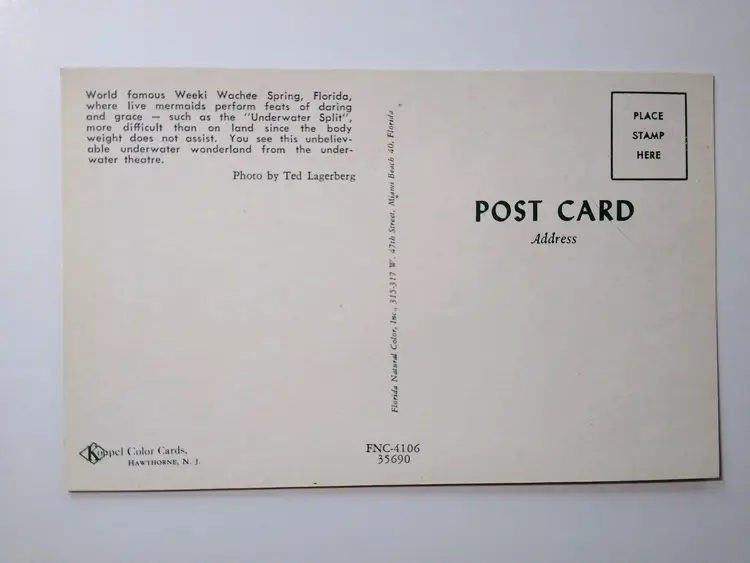 World famous Weeki Wachee Spring, Florida,
where live mermaids perform feats of daring
and grace — such as the "Underwater Split",
more difficult than on land since the body
weight does not assist. You see this unbeliev-
able underwater wonderland from the under-
water theatre.
Photo by Ted Lagerberg
Florida Natural Color, Inc., 315-317 W. 47th Street, Miami Beach 40, Florida
PLACE
STAMP
HERE
POST CARD
Address
Koppel Color Cards,
HAWTHORNE, N. J.
FNC-4106
35690